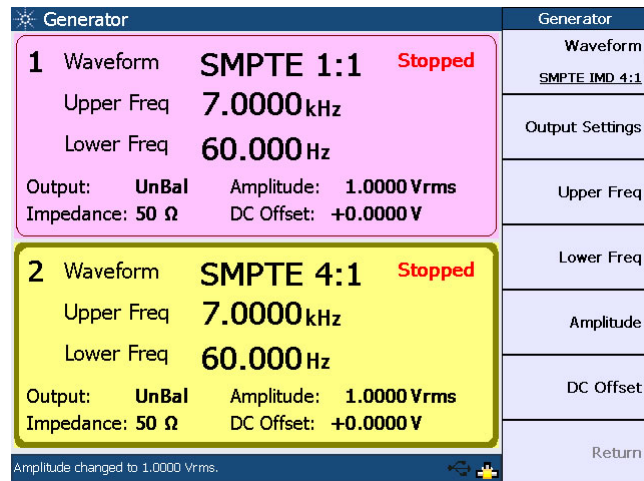 Generator
1 Waveform SMPTE 1:1 Stopped
Upper Freq 7.0000 kHz
Lower Freq 60.000 Hz
Output: UnBal Amplitude: 1.0000 Vrms
Impedance: 50 Ω DC Offset: +0.0000 V
2 Waveform SMPTE 4:1 Stopped
Upper Freq 7.0000 kHz
Lower Freq 60.000 Hz
Output: UnBal Amplitude: 1.0000 Vrms
Impedance: 50 Ω DC Offset: +0.0000 V
Amplitude changed to 1.0000 Vrms.
Generator
Waveform
SMPTE IMD 4:1
Output Settings
Upper Freq
Lower Freq
Amplitude
DC Offset
Return